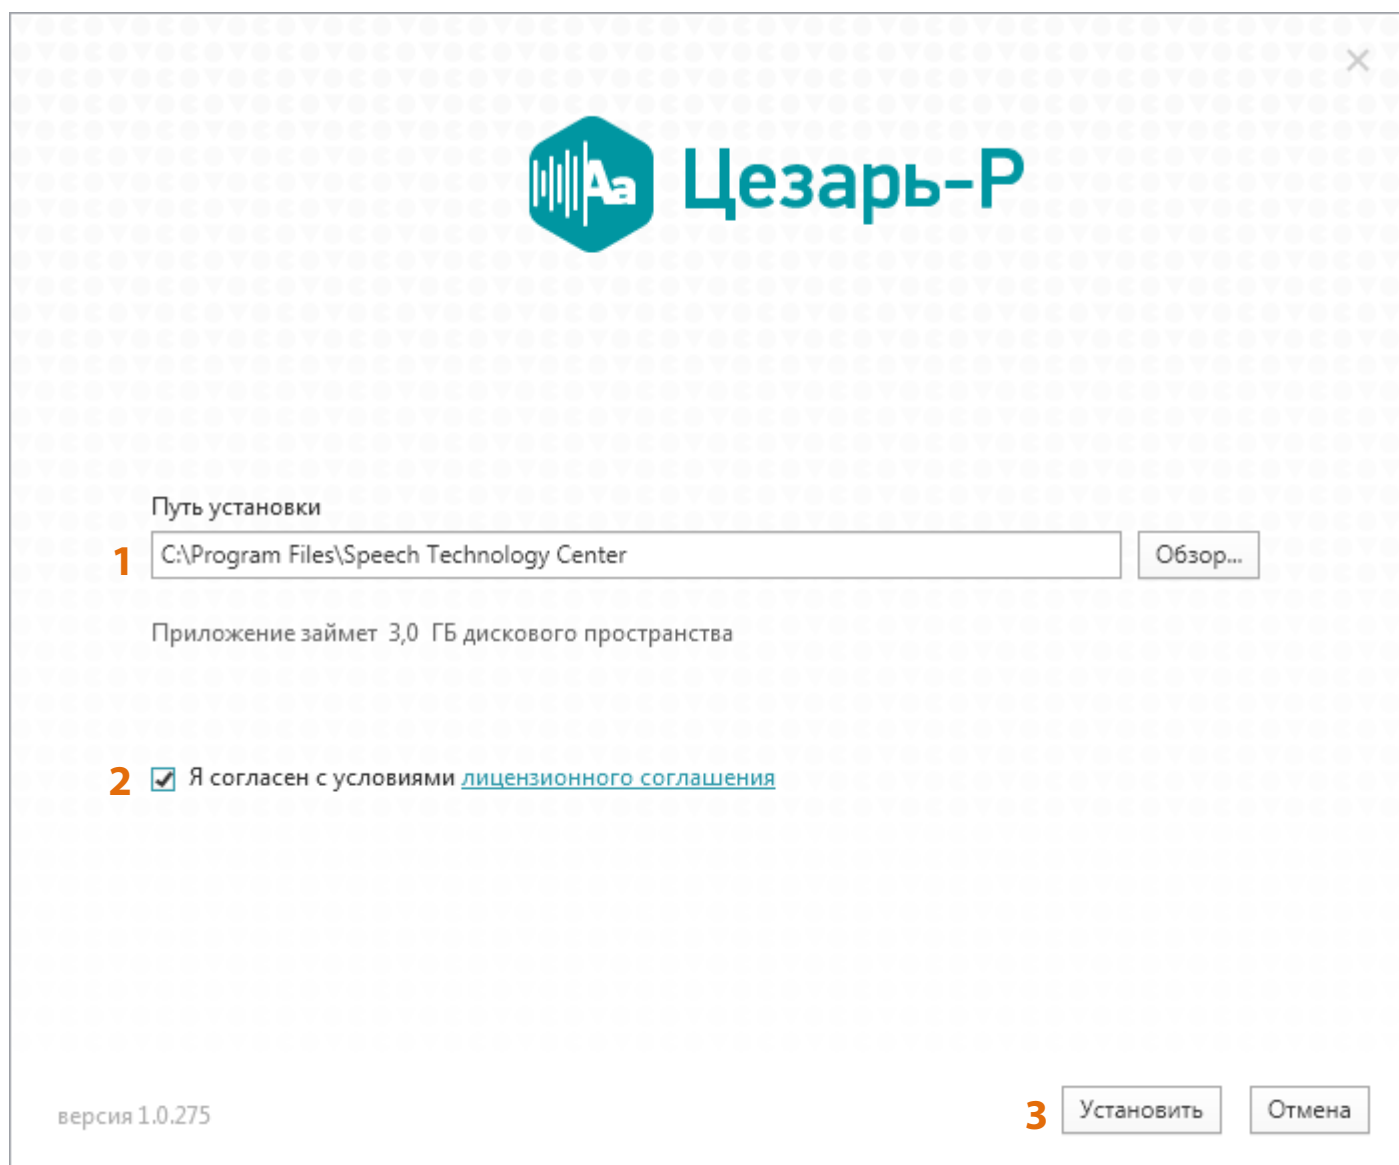 Aa Цезарь-Р
Путь установки
1 C:\Program Files\Speech Technology Center Обзор...
Приложение займет 3,0 ГБ дискового пространства
2 Я согласен с условиями лицензионного соглашения
версия 1.0.275 3 Установить Отмена